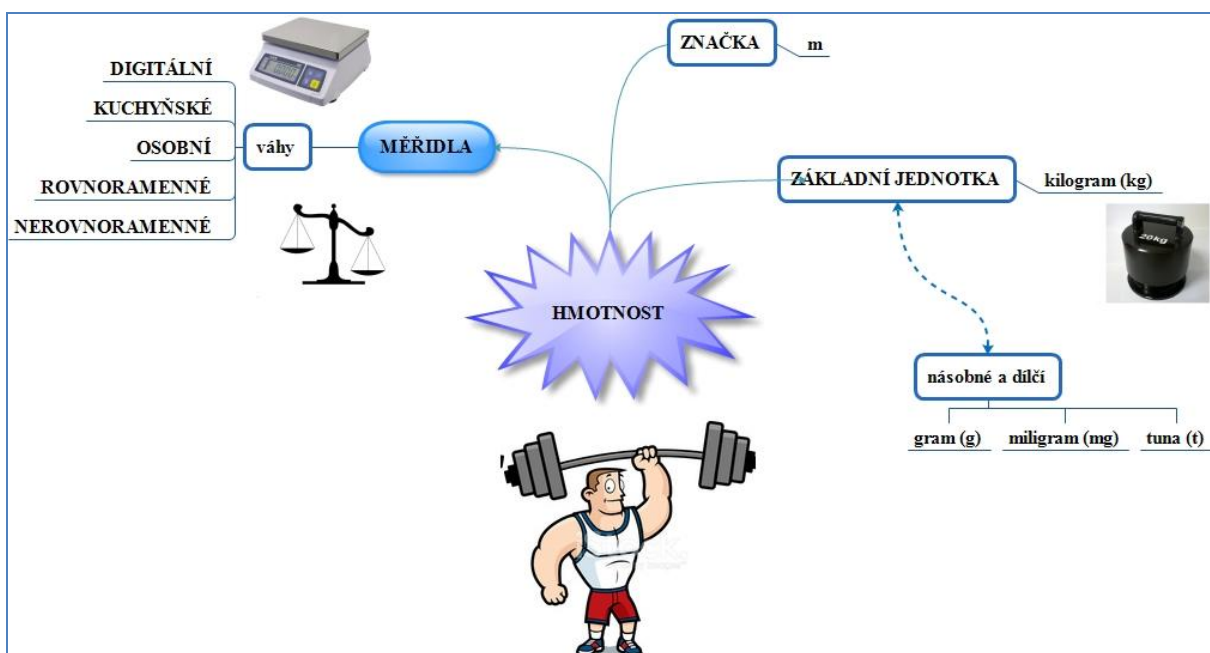 ZNAČKA
m
DIGITÁLNÍ
KUCHYŇSKÉ
OSOBNÍ
ROVNORAMENNÉ
NEROVNORAMENNÉ
váhy
MĚŘIDLA
ZÁKLADNÍ JEDNOTKA
kilogram (kg)
20kg
HMOTNOST
násobné a dílčí
gram (g)
miligram (mg)
tuna (t)